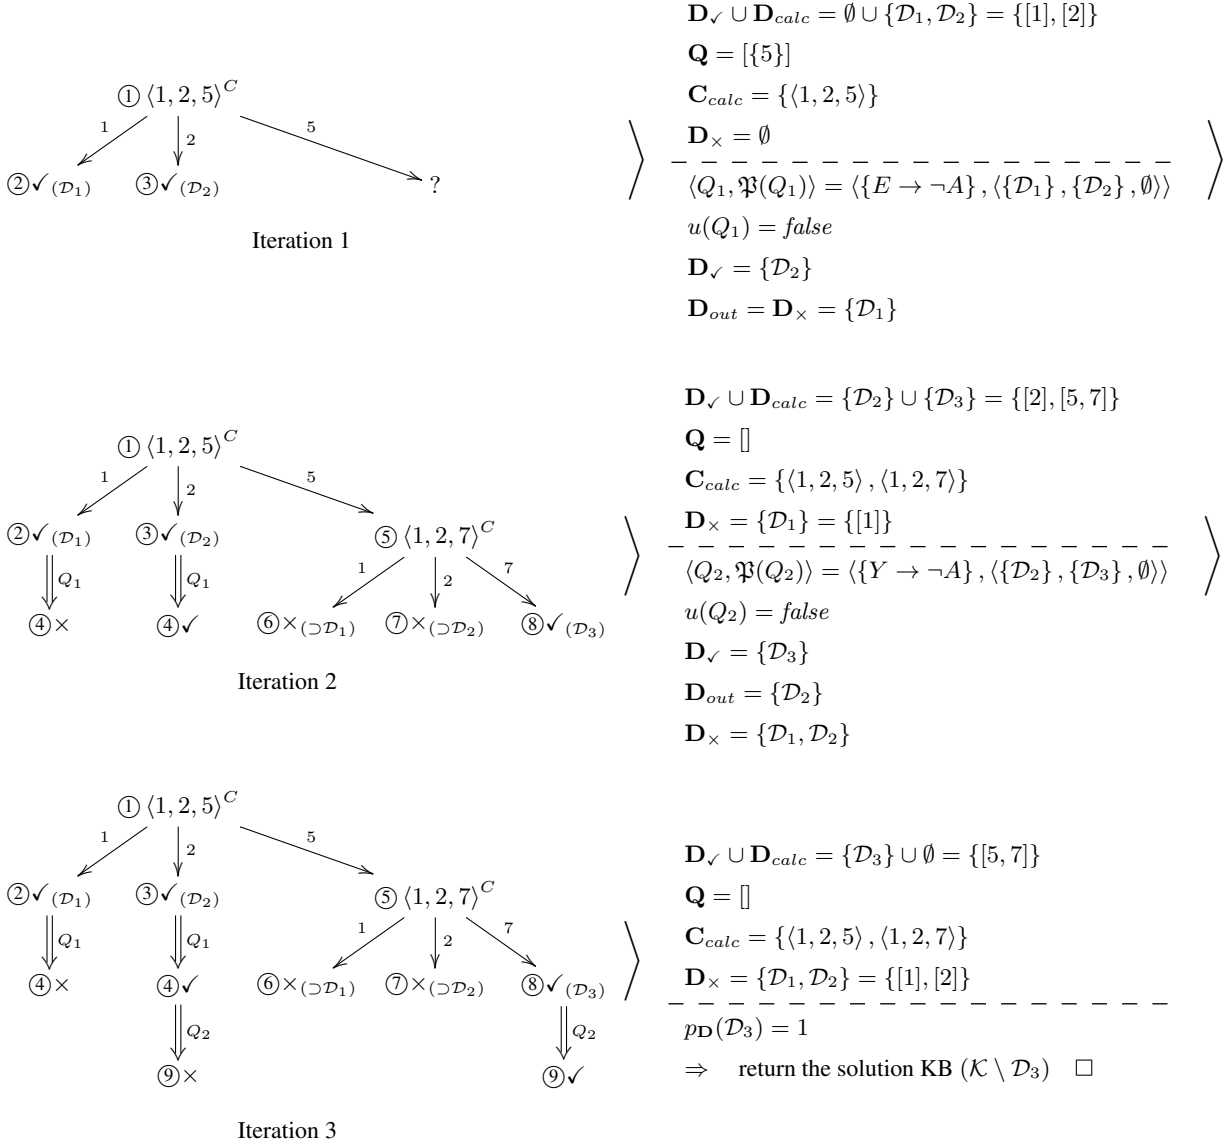 ① ⟨1, 2, 5⟩^C
1 2 5
②✓(𝒟₁) ③✓(𝒟₂) ?
Iteration 1
𝐃✓ ∪ 𝐃_calc = ∅ ∪ {𝒟₁, 𝒟₂} = {[1], [2]}
𝐐 = [{5}]
𝐂_calc = {⟨1, 2, 5⟩}
𝐃× = ∅
⟨Q₁, 𝔓(Q₁)⟩ = ⟨{E → ¬A} , ⟨{𝒟₁} , {𝒟₂} , ∅⟩⟩
u(Q₁) = false
𝐃✓ = {𝒟₂}
𝐃_out = 𝐃× = {𝒟₁}
① ⟨1, 2, 5⟩^C
1 2 5
②✓(𝒟₁) ③✓(𝒟₂) ⑤ ⟨1, 2, 7⟩^C
Q₁ Q₁ 1 2 7
④× ④✓ ⑥×(⊃𝒟₁) ⑦×(⊃𝒟₂) ⑧✓(𝒟₃)
Iteration 2
𝐃✓ ∪ 𝐃_calc = {𝒟₂} ∪ {𝒟₃} = {[2], [5, 7]}
𝐐 = []
𝐂_calc = {⟨1, 2, 5⟩ , ⟨1, 2, 7⟩}
𝐃× = {𝒟₁} = {[1]}
⟨Q₂, 𝔓(Q₂)⟩ = ⟨{Y → ¬A} , ⟨{𝒟₂} , {𝒟₃} , ∅⟩⟩
u(Q₂) = false
𝐃✓ = {𝒟₃}
𝐃_out = {𝒟₂}
𝐃× = {𝒟₁, 𝒟₂}
① ⟨1, 2, 5⟩^C
1 2 5
②✓(𝒟₁) ③✓(𝒟₂) ⑤ ⟨1, 2, 7⟩^C
Q₁ Q₁ 1 2 7
④× ④✓ ⑥×(⊃𝒟₁) ⑦×(⊃𝒟₂) ⑧✓(𝒟₃)
Q₂ Q₂
⑨× ⑨✓
Iteration 3
𝐃✓ ∪ 𝐃_calc = {𝒟₃} ∪ ∅ = {[5, 7]}
𝐐 = []
𝐂_calc = {⟨1, 2, 5⟩ , ⟨1, 2, 7⟩}
𝐃× = {𝒟₁, 𝒟₂} = {[1], [2]}
p_𝐃(𝒟₃) = 1
⇒ return the solution KB (𝒦 \ 𝒟₃) □